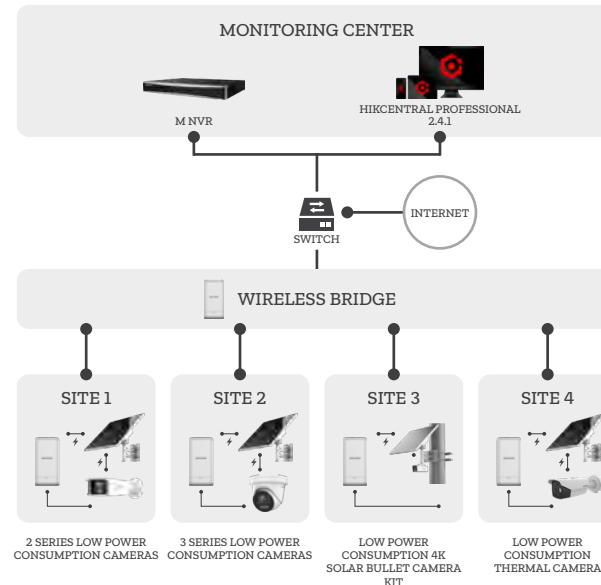 MONITORING CENTER
M NVR
HIKCENTRAL PROFESSIONAL
2.4.1
SWITCH
INTERNET
WIRELESS BRIDGE
SITE 1
SITE 2
SITE 3
SITE 4
2 SERIES LOW POWER
CONSUMPTION CAMERAS
3 SERIES LOW POWER
CONSUMPTION CAMERAS
LOW POWER
CONSUMPTION 4K
SOLAR BULLET CAMERA
KIT
LOW POWER
CONSUMPTION
THERMAL CAMERA